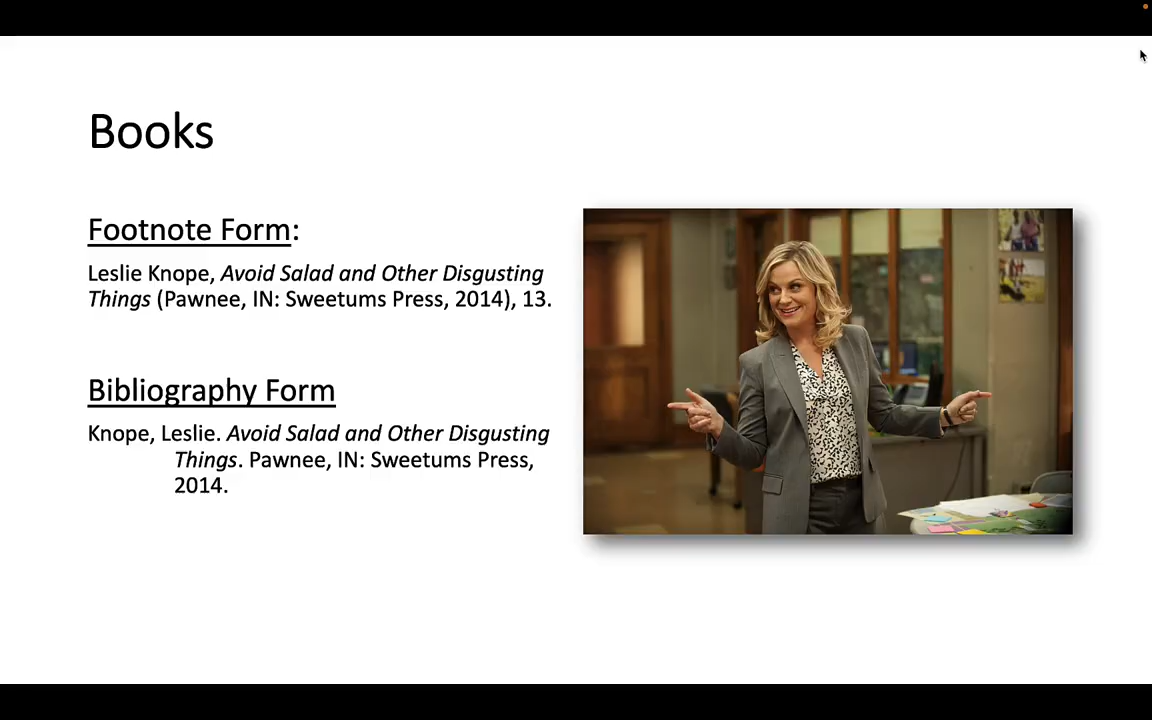 Books
Footnote Form:
Leslie Knope, Avoid Salad and Other Disgusting
Things (Pawnee, IN: Sweetums Press, 2014), 13.
Bibliography Form
Knope, Leslie. Avoid Salad and Other Disgusting
Things. Pawnee, IN: Sweetums Press,
2014.